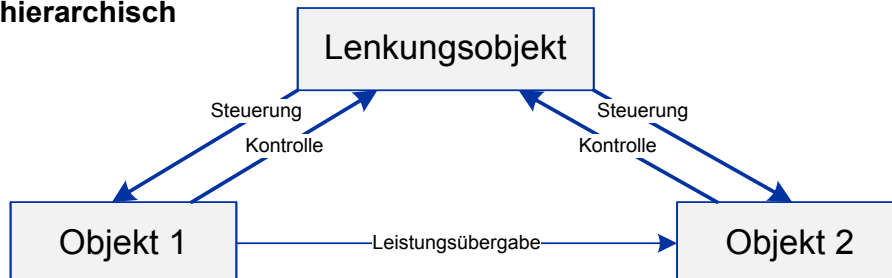 hierarchisch
Lenkungsobjekt
Steuerung
Steuerung
Kontrolle
Kontrolle
Objekt 1
Leistungsübergabe
Objekt 2